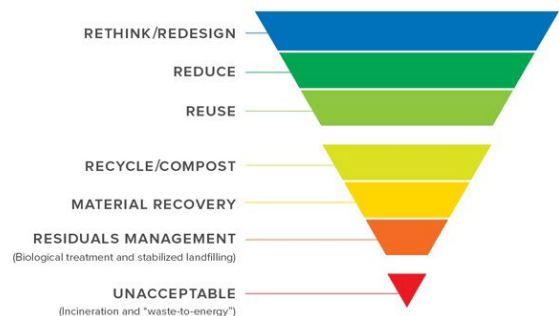 RETHINK/REDESIGN
REDUCE
REUSE
RECYCLE/COMPOST
MATERIAL RECOVERY
RESIDUALS MANAGEMENT
(Biological treatment and stabilized landfilling)
UNACCEPTABLE
(Incineration and "waste-to-energy")